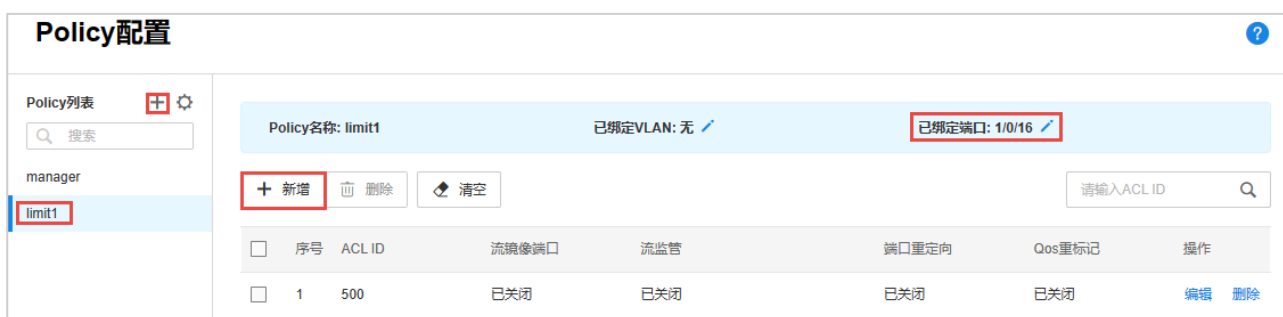 Policy配置
?
Policy列表
搜索
manager
limit1
Policy名称: limit1 已绑定VLAN: 无 已绑定端口: 1/0/16
新增 删除 清空 请输入ACL ID
序号 ACL ID 流镜像端口 流监管 端口重定向 Qos重标记 操作
1 500 已关闭 已关闭 已关闭 已关闭 编辑 删除